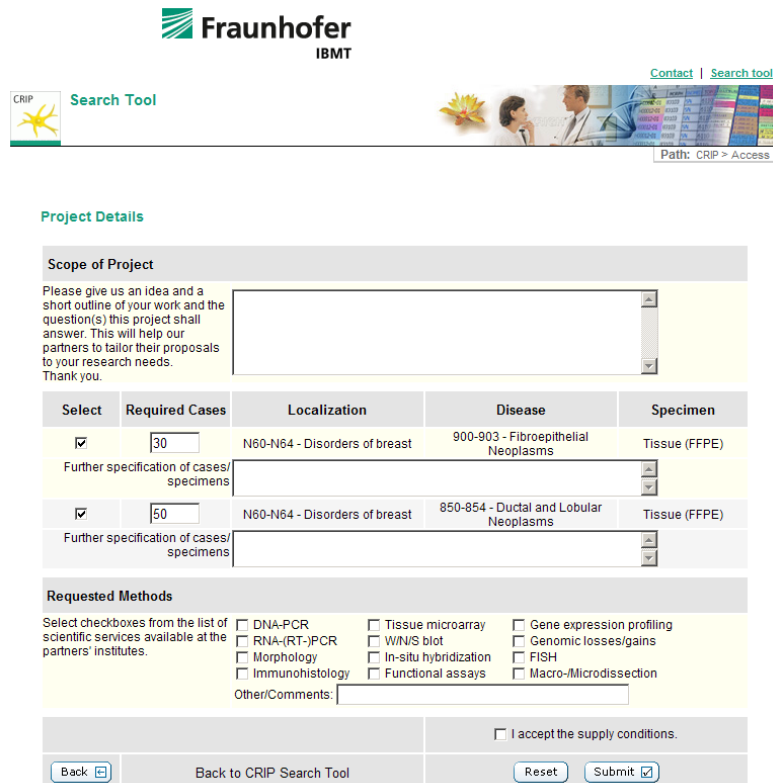 Fraunhofer
IBMT
Contact | Search tool
CRIP
Search Tool
Path: CRIP > Access
Project Details
Scope of Project
Please give us an idea and a
short outline of your work and the
question(s) this project shall
answer. This will help our
partners to tailor their proposals
to your research needs.
Thank you.
Select Required Cases Localization Disease Specimen
30 N60-N64 - Disorders of breast 900-903 - Fibroepithelial
Neoplasms Tissue (FFPE)
Further specification of cases/
specimens
50 N60-N64 - Disorders of breast 850-854 - Ductal and Lobular
Neoplasms Tissue (FFPE)
Further specification of cases/
specimens
Requested Methods
Select checkboxes from the list of
scientific services available at the
partners' institutes.
DNA-PCR Tissue microarray Gene expression profiling
RNA-(RT-)PCR W/N/S blot Genomic losses/gains
Morphology In-situ hybridization FISH
Immunohistology Functional assays Macro-/Microdissection
Other/Comments:
I accept the supply conditions.
Back Back to CRIP Search Tool Reset Submit